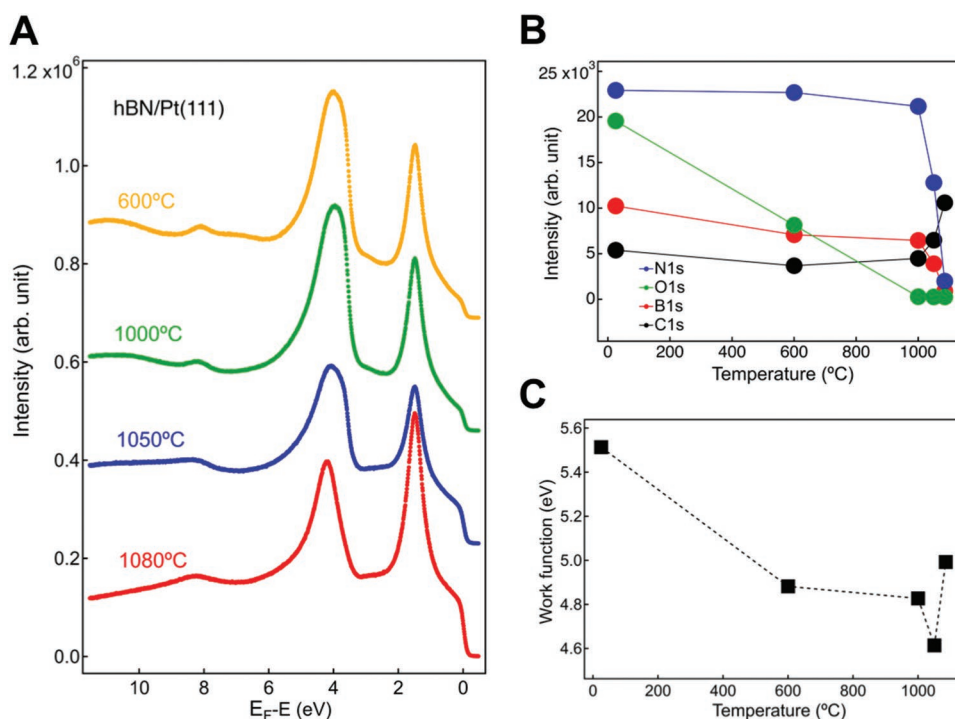 A
1.2 x10⁶
hBN/Pt(111)
1.0
600ºC
0.8
1000ºC
0.6
1050ºC
0.4
1080ºC
0.2
0.0
10 8 6 4 2 0
E_F-E (eV)
Intensity (arb. unit)
B
25 x10³
20
15
10
5
0
N1s
O1s
B1s
C1s
0 200 400 600 800 1000
Temperature (ºC)
Intensity (arb. unit)
C
5.6
5.4
5.2
5.0
4.8
4.6
0 200 400 600 800 1000
Temperature (ºC)
Work function (eV)